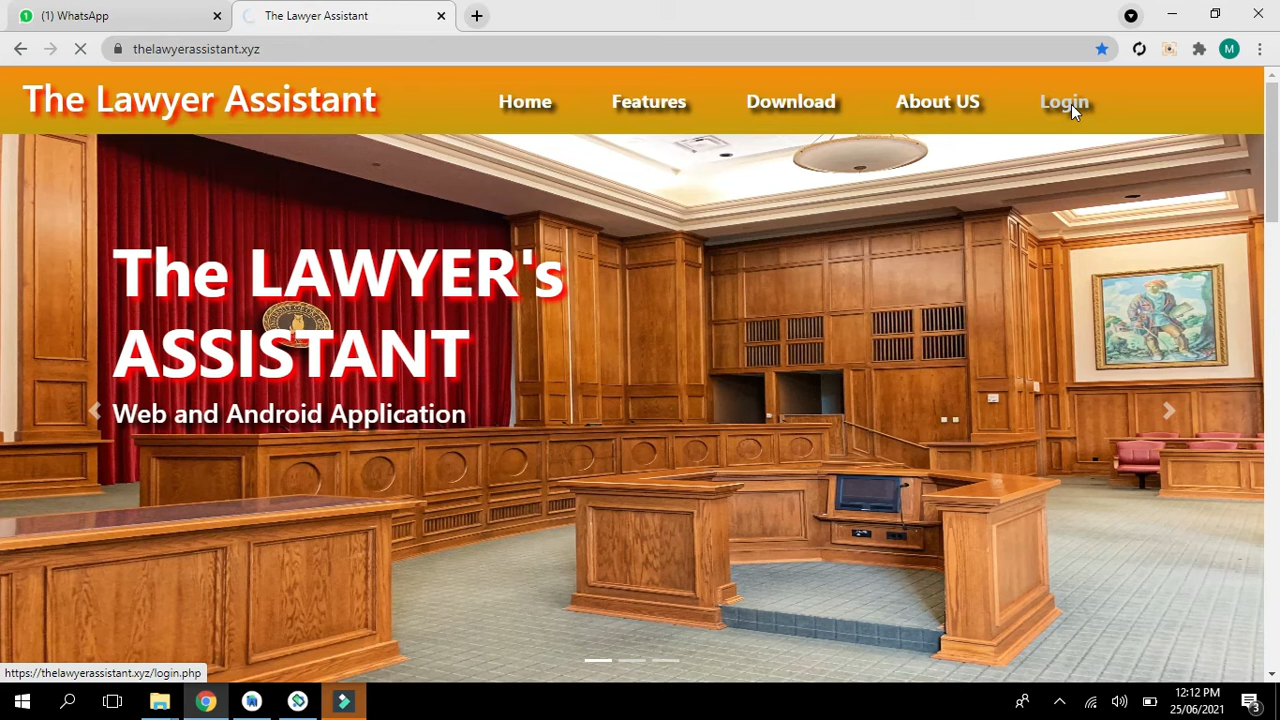 (1) WhatsApp
The Lawyer Assistant
thelawyerassistant.xyz
M
The Lawyer Assistant
Home
Features
Download
About US
Login
The LAWYER's
ASSISTANT
Web and Android Application
https://thelawyerassistant.xyz/login.php
12:12 PM
25/06/2021
3